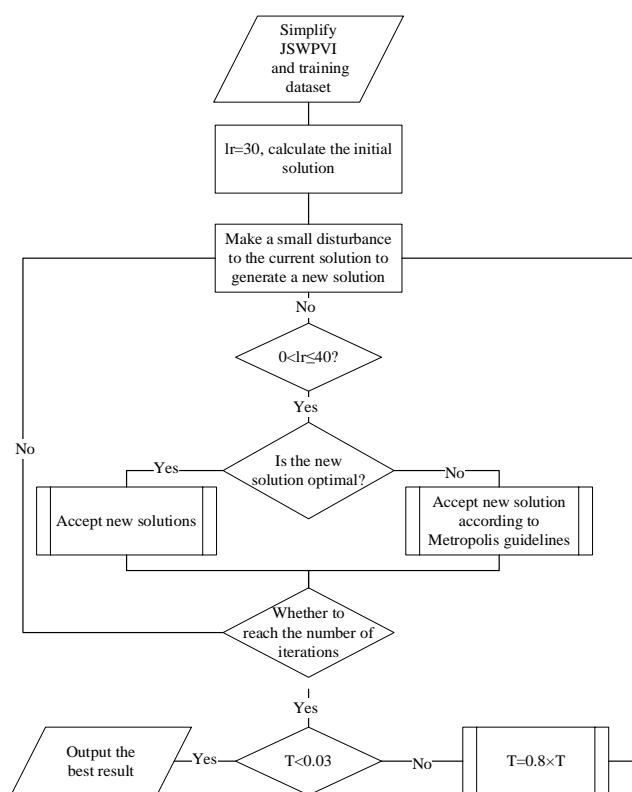 Simplify
JSWPVI
and training
dataset
lr=30, calculate the initial
solution
Make a small disturbance
to the current solution to
generate a new solution
No
0<lr≤40?
Yes
No
Is the new
solution optimal?
Yes
No
Accept new solutions
Accept new solution
according to
Metropolis guidelines
Whether to
reach the number of
iterations
Yes
Output the
best result
Yes
T<0.03
No
T=0.8×T